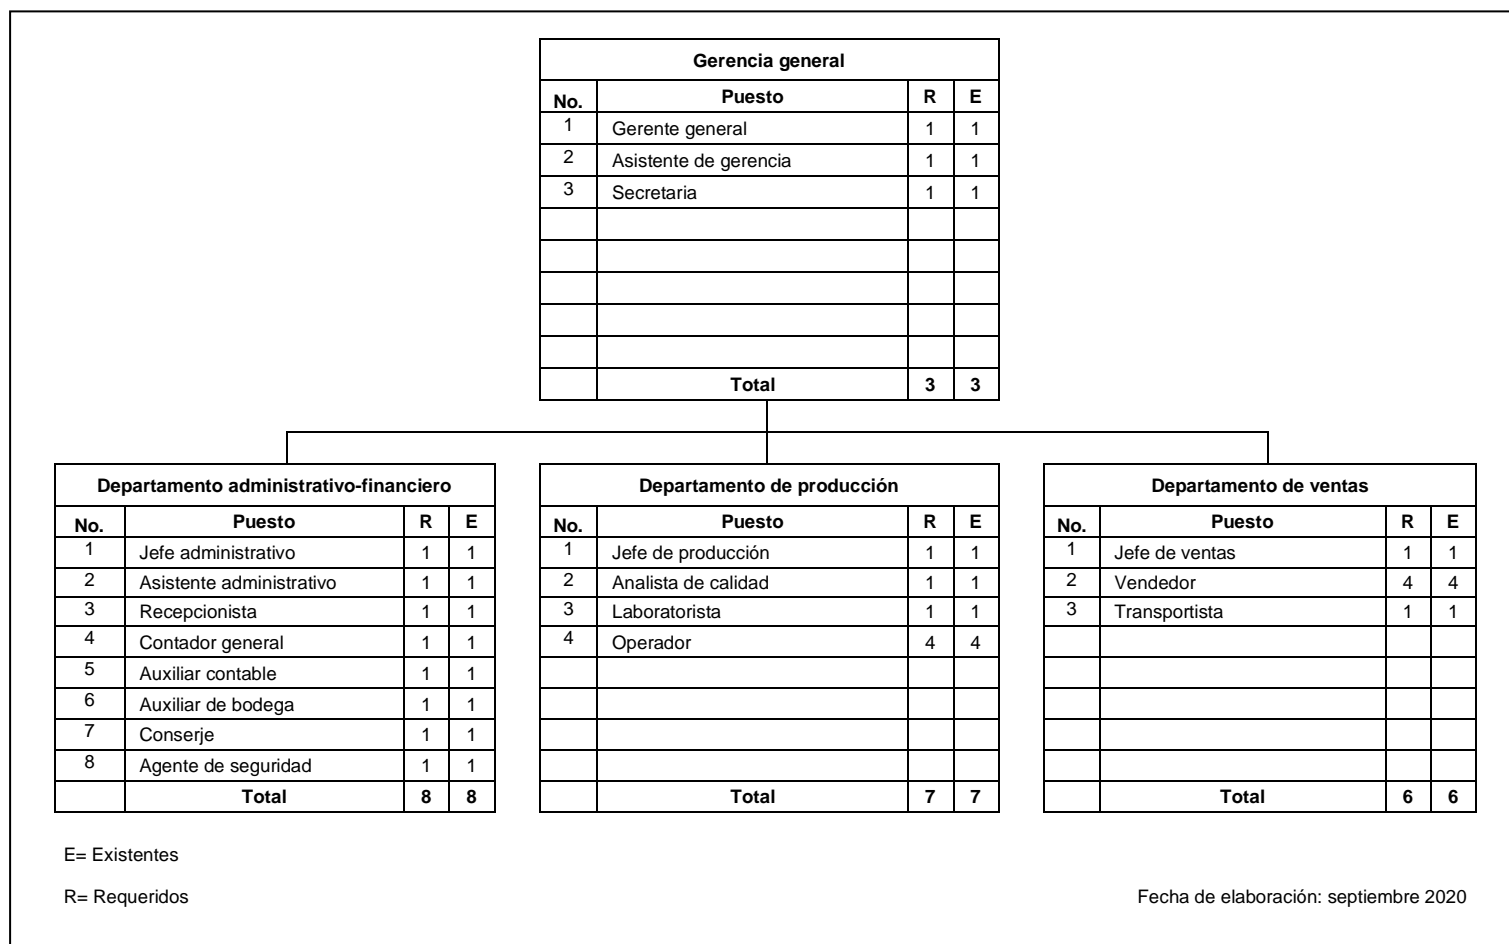 Gerencia general
No. Puesto R E
1 Gerente general 1 1
2 Asistente de gerencia 1 1
3 Secretaria 1 1
Total 3 3
Departamento administrativo-financiero
No. Puesto R E
1 Jefe administrativo 1 1
2 Asistente administrativo 1 1
3 Recepcionista 1 1
4 Contador general 1 1
5 Auxiliar contable 1 1
6 Auxiliar de bodega 1 1
7 Conserje 1 1
8 Agente de seguridad 1 1
Total 8 8
Departamento de producción
No. Puesto R E
1 Jefe de producción 1 1
2 Analista de calidad 1 1
3 Laboratorista 1 1
4 Operador 4 4
Total 7 7
Departamento de ventas
No. Puesto R E
1 Jefe de ventas 1 1
2 Vendedor 4 4
3 Transportista 1 1
Total 6 6
E= Existentes
R= Requeridos
Fecha de elaboración: septiembre 2020